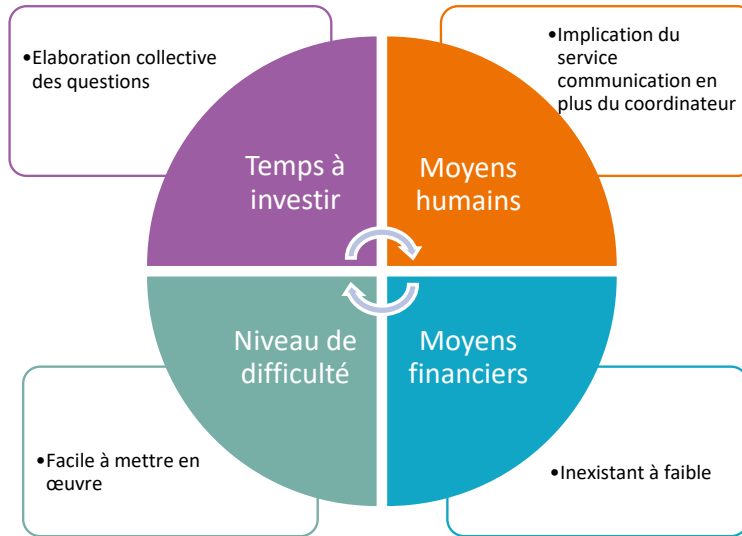 •Elaboration collective
des questions
•Implication du
service
communication en
plus du coordinateur
Temps à
investir
Moyens
humains
Niveau de
difficulté
Moyens
financiers
•Facile à mettre en
œuvre
•Inexistant à faible